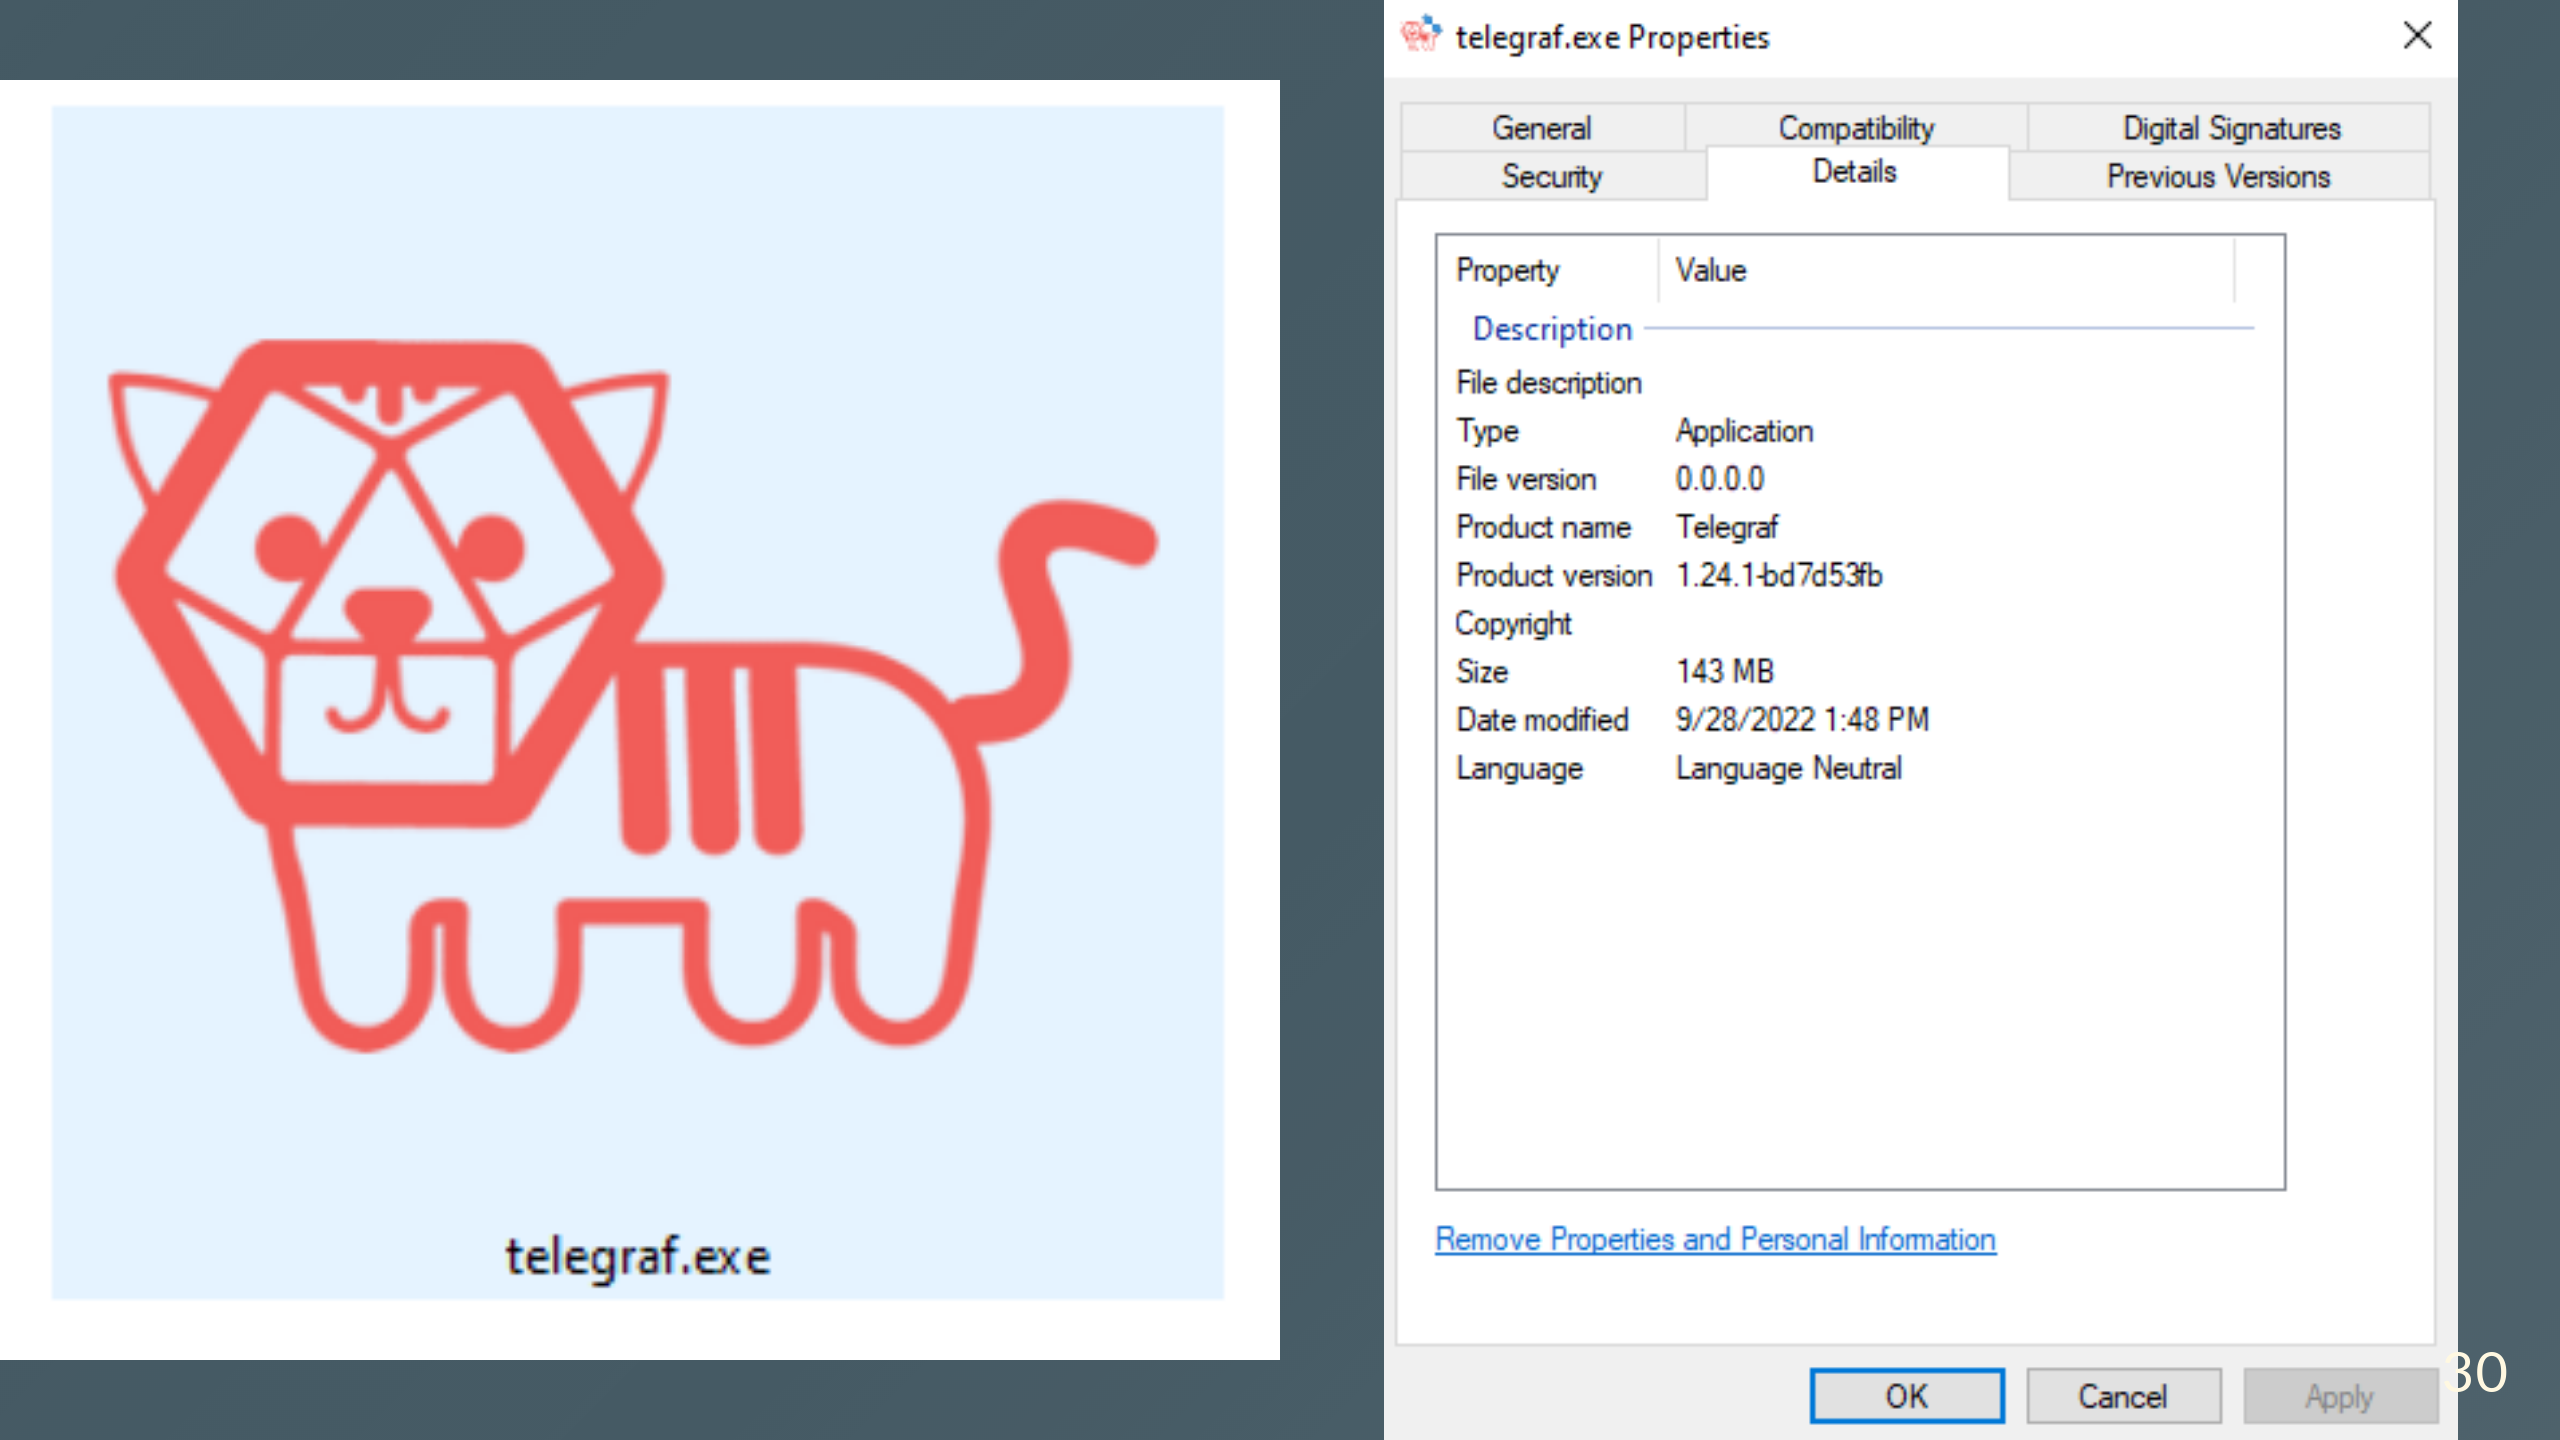 telegraf.exe
telegraf.exe Properties
General Compatibility Digital Signatures
Security Details Previous Versions
Property Value
Description
File description
Type Application
File version 0.0.0.0
Product name Telegraf
Product version 1.24.1-bd7d53fb
Copyright
Size 143 MB
Date modified 9/28/2022 1:48 PM
Language Language Neutral
Remove Properties and Personal Information
OK Cancel Apply
30